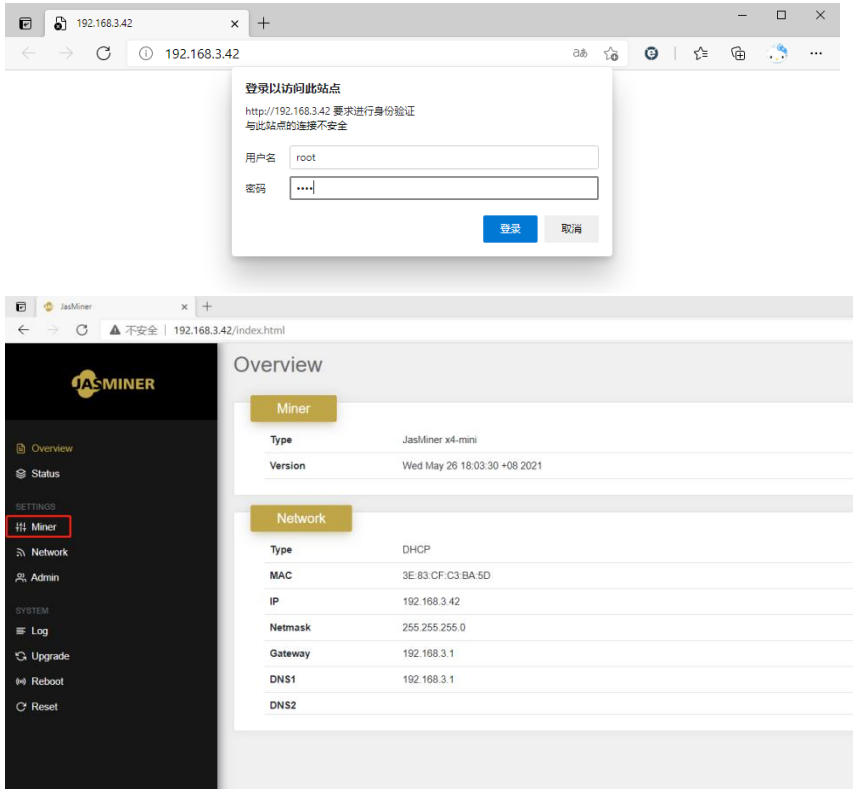 192.168.3.42
192.168.3.42
登录以访问此站点
http://192.168.3.42 要求进行身份验证
与此站点的连接不安全
用户名 root
密码 ••••
登录 取消
JasMiner
不安全 | 192.168.3.42/index.html
JASMINER
Overview
Status
SETTINGS
Miner
Network
Admin
SYSTEM
Log
Upgrade
Reboot
Reset
Overview
Miner
Type JasMiner x4-mini
Version Wed May 26 18:03:30 +08 2021
Network
Type DHCP
MAC 3E:83:CF:C3:BA:5D
IP 192.168.3.42
Netmask 255.255.255.0
Gateway 192.168.3.1
DNS1 192.168.3.1
DNS2